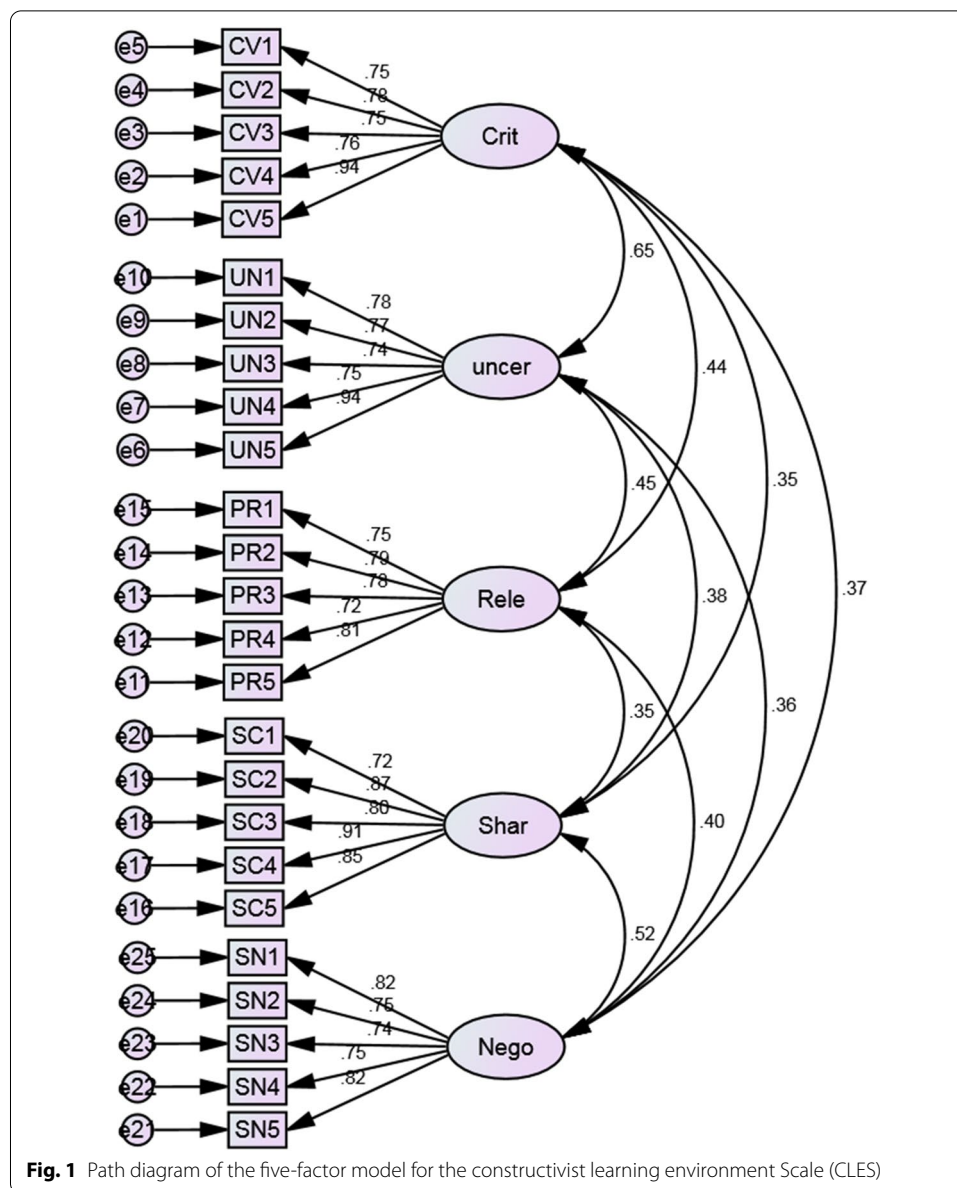 e5 CV1
.75
e4 CV2
.78
e3 CV3
.75
Crit
e2 CV4
.76
e1 CV5
.94
.65
e10 UN1
.78
e9 UN2
.77
e8 UN3
.74
uncer
.44
e7 UN4
.75
e6 UN5
.94
.45
.35
e15 PR1
.75
e14 PR2
.79
e13 PR3
.78
Rele
.38
.37
e12 PR4
.72
e11 PR5
.81
.35
.36
e20 SC1
.72
e19 SC2
.87
e18 SC3
.80
Shar
.40
e17 SC4
.91
e16 SC5
.85
.52
e25 SN1
.82
e24 SN2
.75
e23 SN3
.74
Nego
e22 SN4
.75
e21 SN5
.82
Fig. 1 Path diagram of the five-factor model for the constructivist learning environment Scale (CLES)